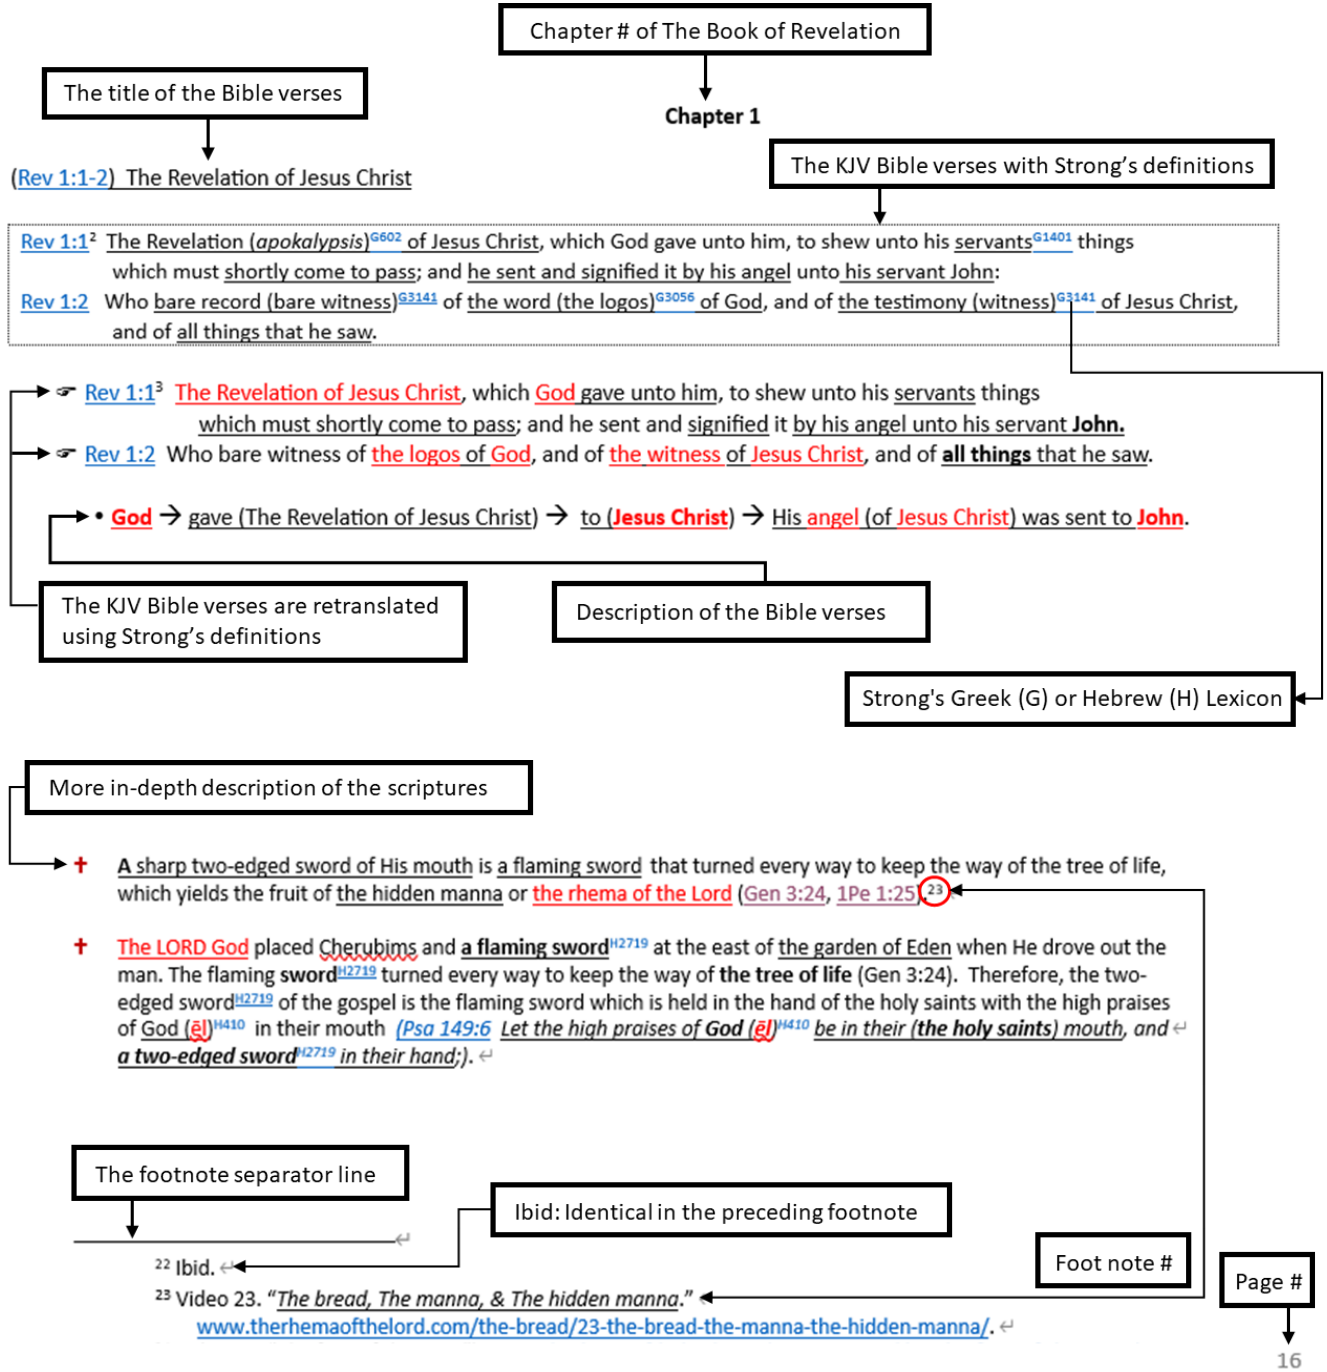 Chapter # of The Book of Revelation
The title of the Bible verses
Chapter 1
The KJV Bible verses with Strong's definitions
(Rev 1:1-2) The Revelation of Jesus Christ
Rev 1:1² The Revelation (apokalypsis)G602 of Jesus Christ, which God gave unto him, to shew unto his servantsG1401 things
which must shortly come to pass; and he sent and signified it by his angel unto his servant John:
Rev 1:2 Who bare record (bare witness)G3141 of the word (the logos)G3056 of God, and of the testimony (witness)G3141 of Jesus Christ,
and of all things that he saw.
☞ Rev 1:1³ The Revelation of Jesus Christ, which God gave unto him, to shew unto his servants things
which must shortly come to pass; and he sent and signified it by his angel unto his servant John.
☞ Rev 1:2 Who bare witness of the logos of God, and of the witness of Jesus Christ, and of all things that he saw.
• God → gave (The Revelation of Jesus Christ) → to (Jesus Christ) → His angel (of Jesus Christ) was sent to John.
The KJV Bible verses are retranslated
using Strong's definitions
Description of the Bible verses
Strong's Greek (G) or Hebrew (H) Lexicon
More in-depth description of the scriptures
✝ A sharp two-edged sword of His mouth is a flaming sword that turned every way to keep the way of the tree of life,
which yields the fruit of the hidden manna or the rhema of the Lord (Gen 3:24, 1Pe 1:25).²³
✝ The LORD God placed Cherubims and a flaming swordH2719 at the east of the garden of Eden when He drove out the
man. The flaming swordH2719 turned every way to keep the way of the tree of life (Gen 3:24). Therefore, the two-
edged swordH2719 of the gospel is the flaming sword which is held in the hand of the holy saints with the high praises
of God (ēl)H410 in their mouth (Psa 149:6 Let the high praises of God (ēl)H410 be in their (the holy saints) mouth, and ↵
a two-edged swordH2719 in their hand;). ↵
The footnote separator line
Ibid: Identical in the preceding footnote
Foot note #
Page #
²² Ibid. ↵
²³ Video 23. "The bread, The manna, & The hidden manna."
www.therhemaofthelord.com/the-bread/23-the-bread-the-manna-the-hidden-manna/. ↵
16